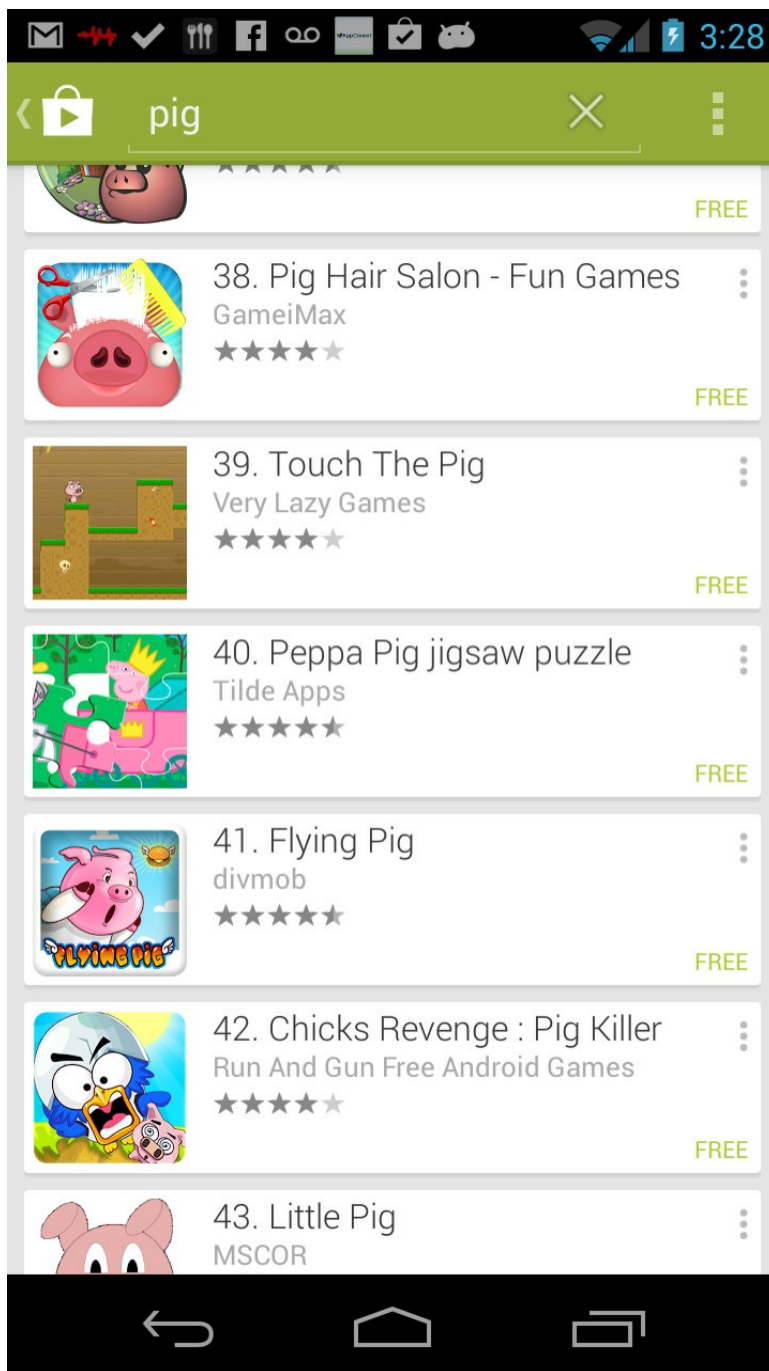 3:28
pig
FREE
38. Pig Hair Salon - Fun Games
GameiMax
FREE
39. Touch The Pig
Very Lazy Games
FREE
40. Peppa Pig jigsaw puzzle
Tilde Apps
FREE
41. Flying Pig
divmob
FLYING PIG
FREE
42. Chicks Revenge : Pig Killer
Run And Gun Free Android Games
FREE
43. Little Pig
MSCOR